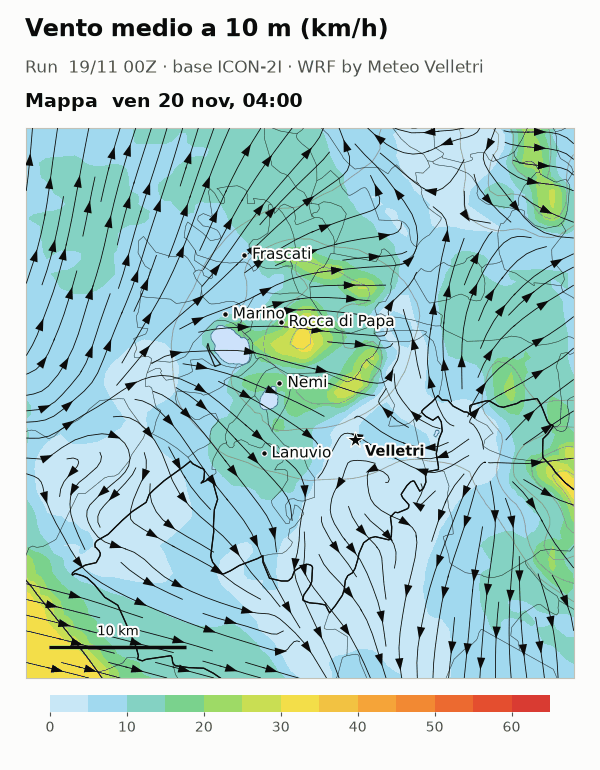 Vento medio a 10 m (km/h)
Run  19/11 00Z · base ICON-2I · WRF by Meteo Velletri
Mappa  ven 20 nov, 04:00
Frascati
Marino
Rocca di Papa
Nemi
Lanuvio
Velletri
10 km
0 10 20 30 40 50 60